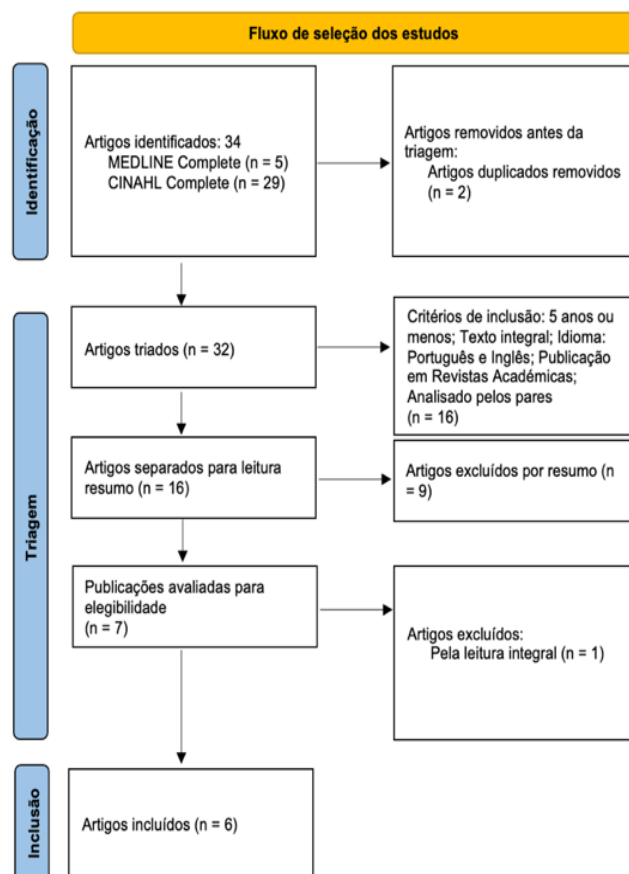 Fluxo de seleção dos estudos
Identificação
Artigos identificados: 34
MEDLINE Complete (n = 5)
CINAHL Complete (n = 29)
Artigos removidos antes da
triagem:
Artigos duplicados removidos
(n = 2)
Triagem
Artigos triados (n = 32)
Critérios de inclusão: 5 anos ou
menos; Texto integral; Idioma:
Português e Inglês; Publicação
em Revistas Académicas;
Analisado pelos pares
(n = 16)
Artigos separados para leitura
resumo (n = 16)
Artigos excluídos por resumo (n
= 9)
Publicações avaliadas para
elegibilidade
(n = 7)
Artigos excluídos:
Pela leitura integral (n = 1)
Inclusão
Artigos incluídos (n = 6)